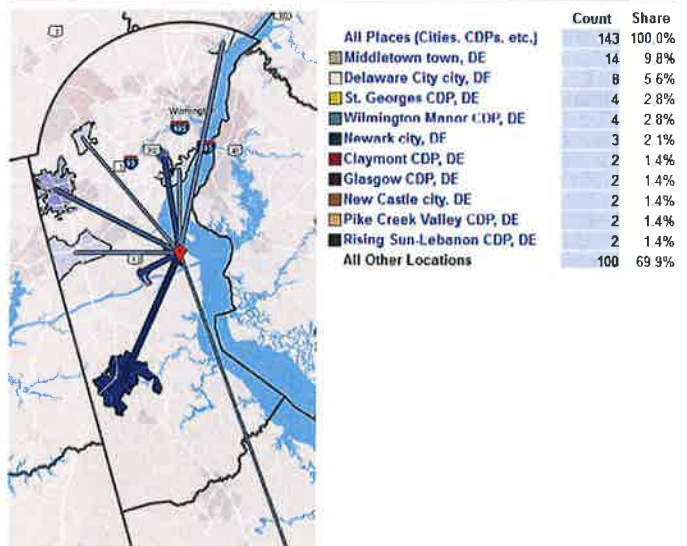 Count Share
All Places (Cities, CDPs, etc.) 143 100.0%
Middletown town, DE 14 9.8%
Delaware City city, DE 8 5.6%
St. Georges CDP, DE 4 2.8%
Wilmington Manor CDP, DE 4 2.8%
Newark city, DE 3 2.1%
Claymont CDP, DE 2 1.4%
Glasgow CDP, DE 2 1.4%
New Castle city, DE 2 1.4%
Pike Creek Valley CDP, DE 2 1.4%
Rising Sun-Lebanon CDP, DE 2 1.4%
All Other Locations 100 69.9%
1
Wilmington